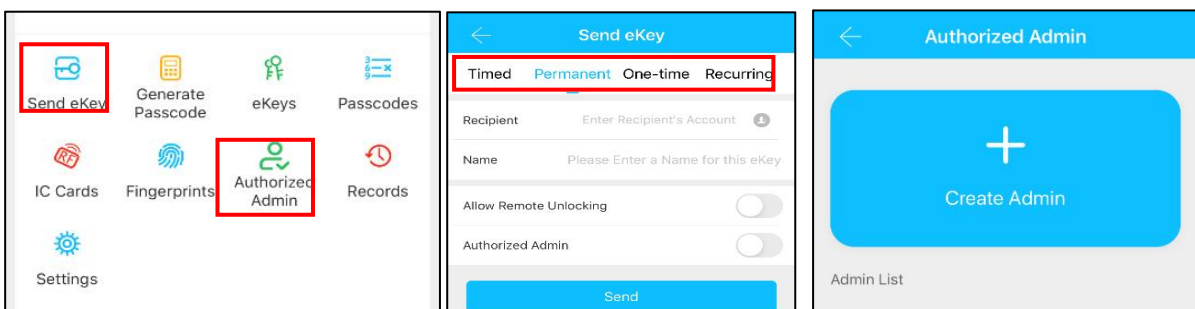 Send eKey
Generate
Passcode
eKeys
Passcodes
IC Cards
Fingerprints
Authorized
Admin
Records
Settings
Send eKey
Timed Permanent One-time Recurring
Recipient Enter Recipient's Account
Name Please Enter a Name for this eKey
Allow Remote Unlocking
Authorized Admin
Send
Authorized Admin
Create Admin
Admin List